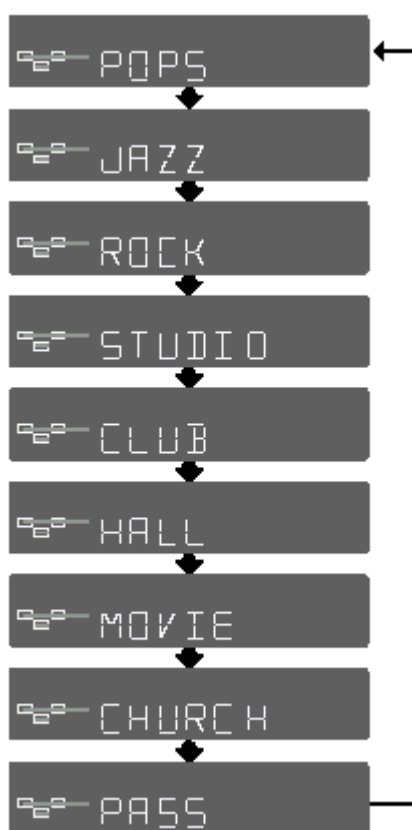 POPS
JAZZ
ROCK
STUDIO
CLUB
HALL
MOVIE
CHURCH
PASS